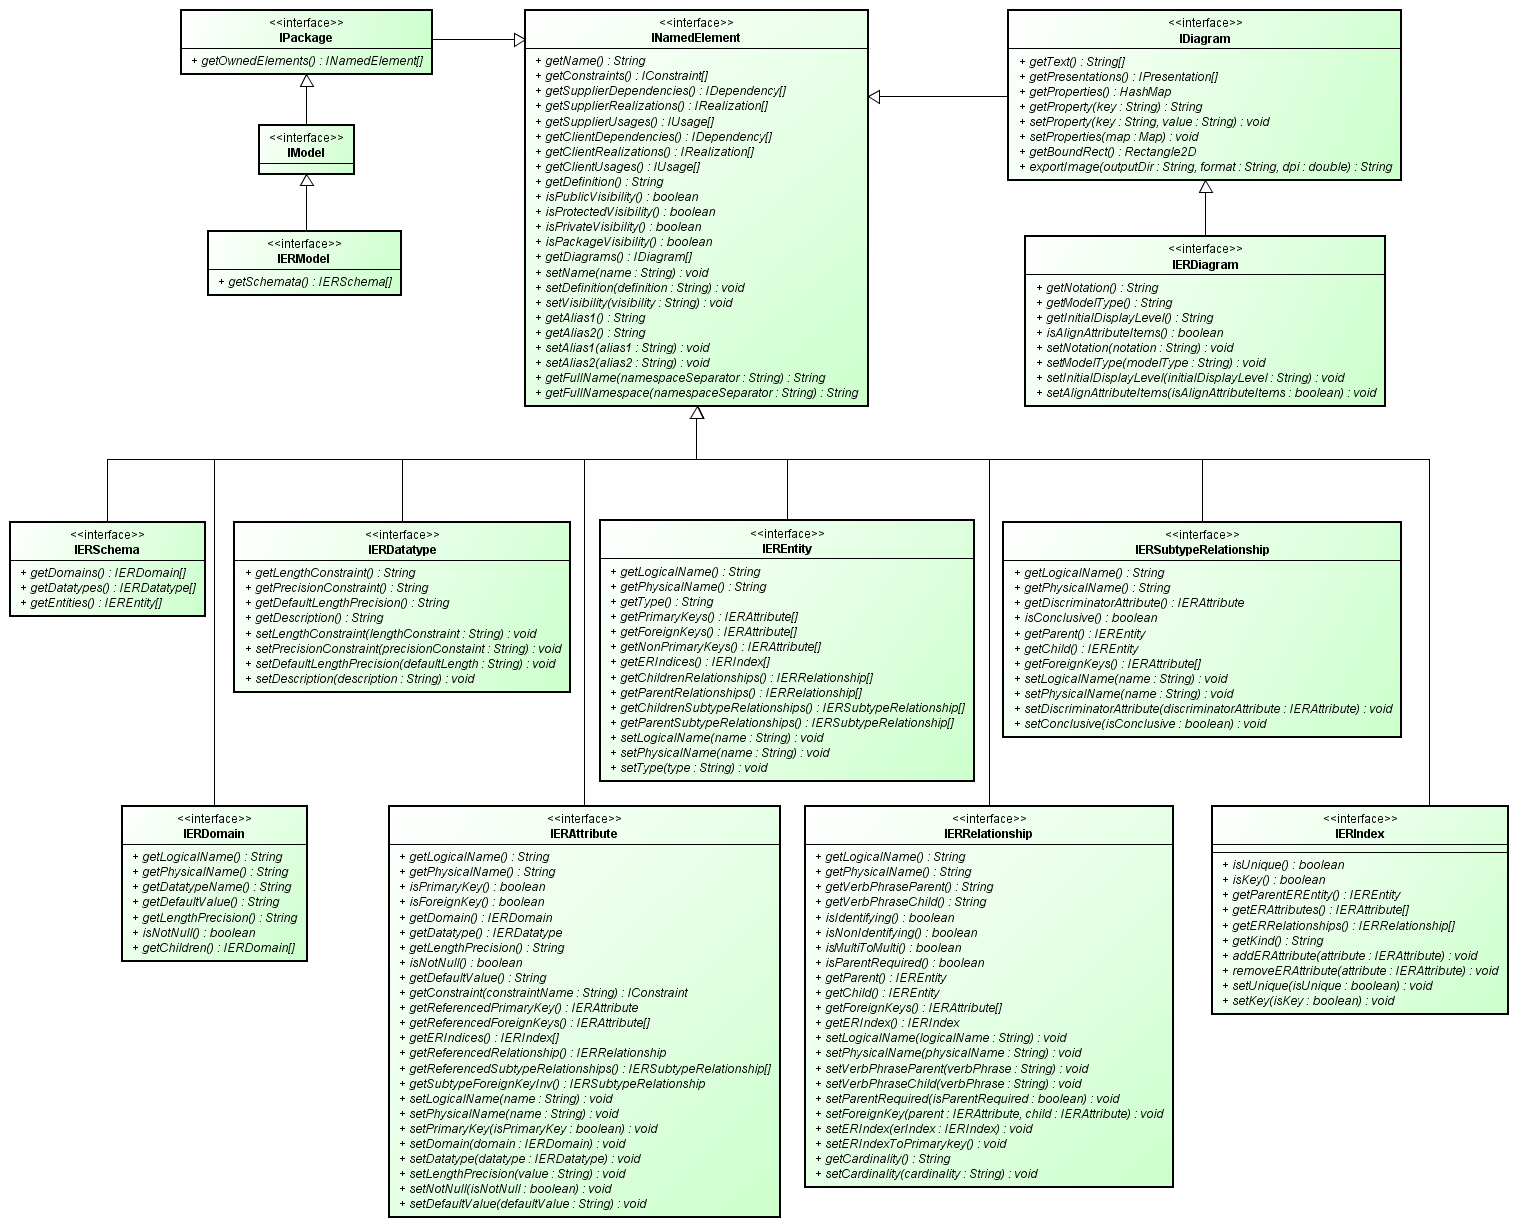 <<interface>>
IPackage
+ getOwnedElements() : INamedElement[]
<<interface>>
IModel
<<interface>>
IERModel
+ getSchemata() : IERSchema[]
<<interface>>
INamedElement
+ getName() : String
+ getConstraints() : IConstraint[]
+ getSupplierDependencies() : IDependency[]
+ getSupplierRealizations() : IRealization[]
+ getSupplierUsages() : IUsage[]
+ getClientDependencies() : IDependency[]
+ getClientRealizations() : IRealization[]
+ getClientUsages() : IUsage[]
+ getDefinition() : String
+ isPublicVisibility() : boolean
+ isProtectedVisibility() : boolean
+ isPrivateVisibility() : boolean
+ isPackageVisibility() : boolean
+ getDiagrams() : IDiagram[]
+ setName(name : String) : void
+ setDefinition(definition : String) : void
+ setVisibility(visibility : String) : void
+ getAlias1() : String
+ getAlias2() : String
+ setAlias1(alias1 : String) : void
+ setAlias2(alias2 : String) : void
+ getFullName(namespaceSeparator : String) : String
+ getFullNamespace(namespaceSeparator : String) : String
<<interface>>
IDiagram
+ getText() : String[]
+ getPresentations() : IPresentation[]
+ getProperties() : HashMap
+ getProperty(key : String) : String
+ setProperty(key : String, value : String) : void
+ setProperties(map : Map) : void
+ getBoundRect() : Rectangle2D
+ exportImage(outputDir : String, format : String, dpi : double) : String
<<interface>>
IERDiagram
+ getNotation() : String
+ getModelType() : String
+ getInitialDisplayLevel() : String
+ isAlignAttributeItems() : boolean
+ setNotation(notation : String) : void
+ setModelType(modelType : String) : void
+ setInitialDisplayLevel(initialDisplayLevel : String) : void
+ setAlignAttributeItems(isAlignAttributeItems : boolean) : void
<<interface>>
IERSchema
+ getDomains() : IERDomain[]
+ getDatatypes() : IERDatatype[]
+ getEntities() : IEREntity[]
<<interface>>
IERDatatype
+ getLengthConstraint() : String
+ getPrecisionConstraint() : String
+ getDefaultLengthPrecision() : String
+ getDescription() : String
+ setLengthConstraint(lengthConstraint : String) : void
+ setPrecisionConstraint(precisionConstaint : String) : void
+ setDefaultLengthPrecision(defaultLength : String) : void
+ setDescription(description : String) : void
<<interface>>
IEREntity
+ getLogicalName() : String
+ getPhysicalName() : String
+ getType() : String
+ getPrimaryKeys() : IERAttribute[]
+ getForeignKeys() : IERAttribute[]
+ getNonPrimaryKeys() : IERAttribute[]
+ getERIndices() : IERIndex[]
+ getChildrenRelationships() : IERRelationship[]
+ getParentRelationships() : IERRelationship[]
+ getChildrenSubtypeRelationships() : IERSubtypeRelationship[]
+ getParentSubtypeRelationships() : IERSubtypeRelationship[]
+ setLogicalName(name : String) : void
+ setPhysicalName(name : String) : void
+ setType(type : String) : void
<<interface>>
IERSubtypeRelationship
+ getLogicalName() : String
+ getPhysicalName() : String
+ getDiscriminatorAttribute() : IERAttribute
+ isConclusive() : boolean
+ getParent() : IEREntity
+ getChild() : IEREntity
+ getForeignKeys() : IERAttribute[]
+ setLogicalName(name : String) : void
+ setPhysicalName(name : String) : void
+ setDiscriminatorAttribute(discriminatorAttribute : IERAttribute) : void
+ setConclusive(isConclusive : boolean) : void
<<interface>>
IERDomain
+ getLogicalName() : String
+ getPhysicalName() : String
+ getDatatypeName() : String
+ getDefaultValue() : String
+ getLengthPrecision() : String
+ isNotNull() : boolean
+ getChildren() : IERDomain[]
<<interface>>
IERAttribute
+ getLogicalName() : String
+ getPhysicalName() : String
+ isPrimaryKey() : boolean
+ isForeignKey() : boolean
+ getDomain() : IERDomain
+ getDatatype() : IERDatatype
+ getLengthPrecision() : String
+ isNotNull() : boolean
+ getDefaultValue() : String
+ getConstraint(constraintName : String) : IConstraint
+ getReferencedPrimaryKey() : IERAttribute
+ getReferencedForeignKeys() : IERAttribute[]
+ getERIndices() : IERIndex[]
+ getReferencedRelationship() : IERRelationship
+ getReferencedSubtypeRelationships() : IERSubtypeRelationship[]
+ getSubtypeForeignKeyInv() : IERSubtypeRelationship
+ setLogicalName(name : String) : void
+ setPhysicalName(name : String) : void
+ setPrimaryKey(isPrimaryKey : boolean) : void
+ setDomain(domain : IERDomain) : void
+ setDatatype(datatype : IERDatatype) : void
+ setLengthPrecision(value : String) : void
+ setNotNull(isNotNull : boolean) : void
+ setDefaultValue(defaultValue : String) : void
<<interface>>
IERRelationship
+ getLogicalName() : String
+ getPhysicalName() : String
+ getVerbPhraseParent() : String
+ getVerbPhraseChild() : String
+ isIdentifying() : boolean
+ isNonIdentifying() : boolean
+ isMultiToMulti() : boolean
+ isParentRequired() : boolean
+ getParent() : IEREntity
+ getChild() : IEREntity
+ getForeignKeys() : IERAttribute[]
+ getERIndex() : IERIndex
+ setLogicalName(logicalName : String) : void
+ setPhysicalName(physicalName : String) : void
+ setVerbPhraseParent(verbPhrase : String) : void
+ setVerbPhraseChild(verbPhrase : String) : void
+ setParentRequired(isParentRequired : boolean) : void
+ setForeignKey(parent : IERAttribute, child : IERAttribute) : void
+ setERIndex(erIndex : IERIndex) : void
+ setERIndexToPrimarykey() : void
+ getCardinality() : String
+ setCardinality(cardinality : String) : void
<<interface>>
IERIndex
+ isUnique() : boolean
+ isKey() : boolean
+ getParentEREntity() : IEREntity
+ getERAttributes() : IERAttribute[]
+ getERRelationships() : IERRelationship[]
+ getKind() : String
+ addERAttribute(attribute : IERAttribute) : void
+ removeERAttribute(attribute : IERAttribute) : void
+ setUnique(isUnique : boolean) : void
+ setKey(isKey : boolean) : void